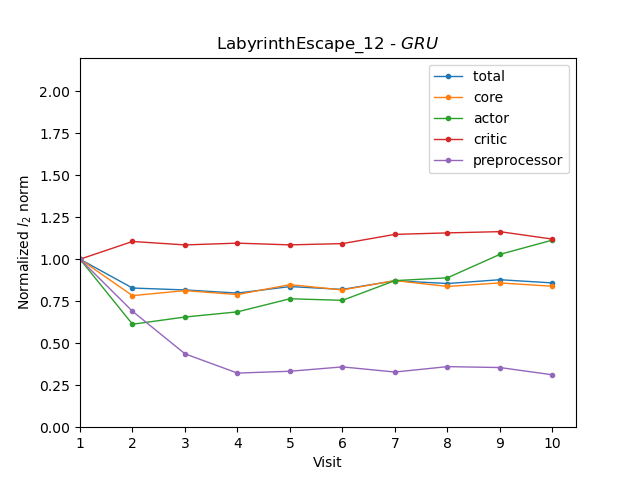 LabyrinthEscape_12 - GRU
total
core
actor
critic
preprocessor
Normalized l2 norm
2.00
1.75
1.50
1.25
1.00
0.75
0.50
0.25
0.00
1 2 3 4 5 6 7 8 9 10
Visit